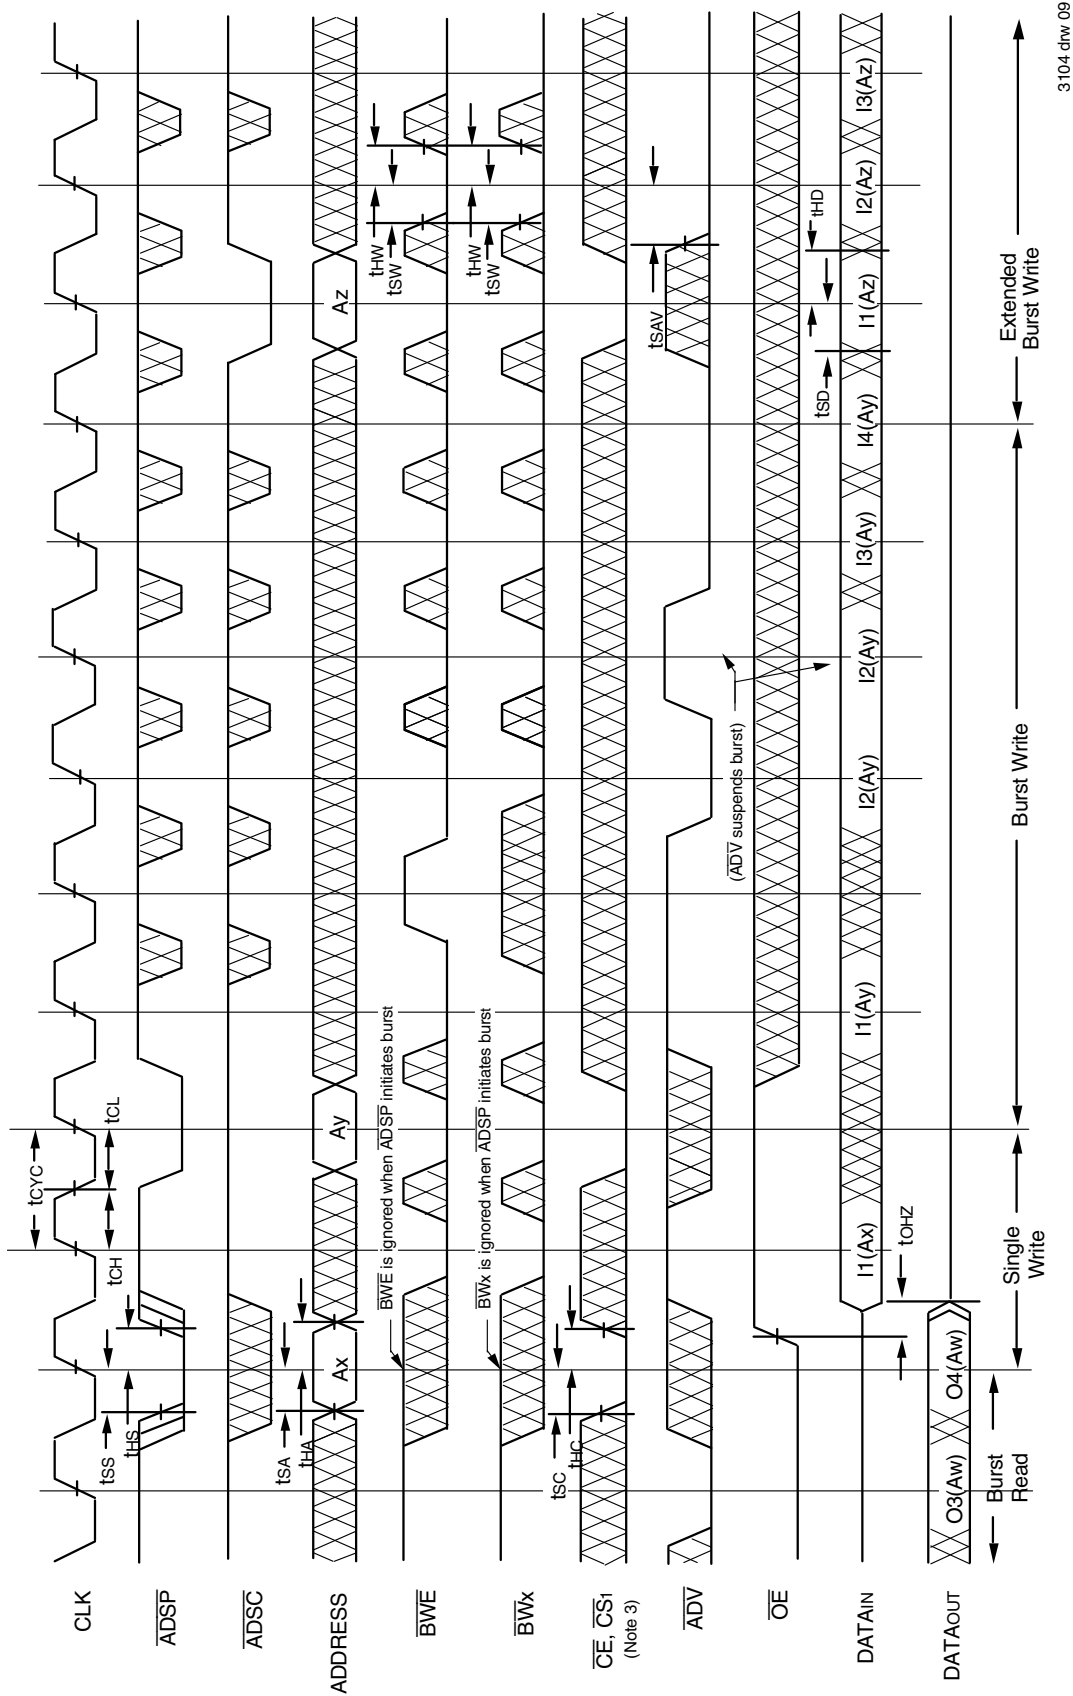 CLK
tSS
tHS
tCH
tCYC
tCL
ADSP
ADSC
ADDRESS
tSA
tHA
Ax
Ay
Az
BWE is ignored when ADSP initiates burst
tHW
tSW
BWE
BWx is ignored when ADSP initiates burst
tHW
tSW
BWx
tSC
tHC
CE, CS1
(Note 3)
tSAV
ADV
(ADV suspends burst)
OE
tOHZ
tSD
tHD
DATAIN
I1(Ax)
I1(Ay)
I2(Ay)
I2(Ay)
I3(Ay)
I4(Ay)
I1(Az)
I2(Az)
I3(Az)
DATAOUT
O3(Aw)
O4(Aw)
Burst
Read
Single
Write
Burst Write
Extended
Burst Write
3104 drw 09